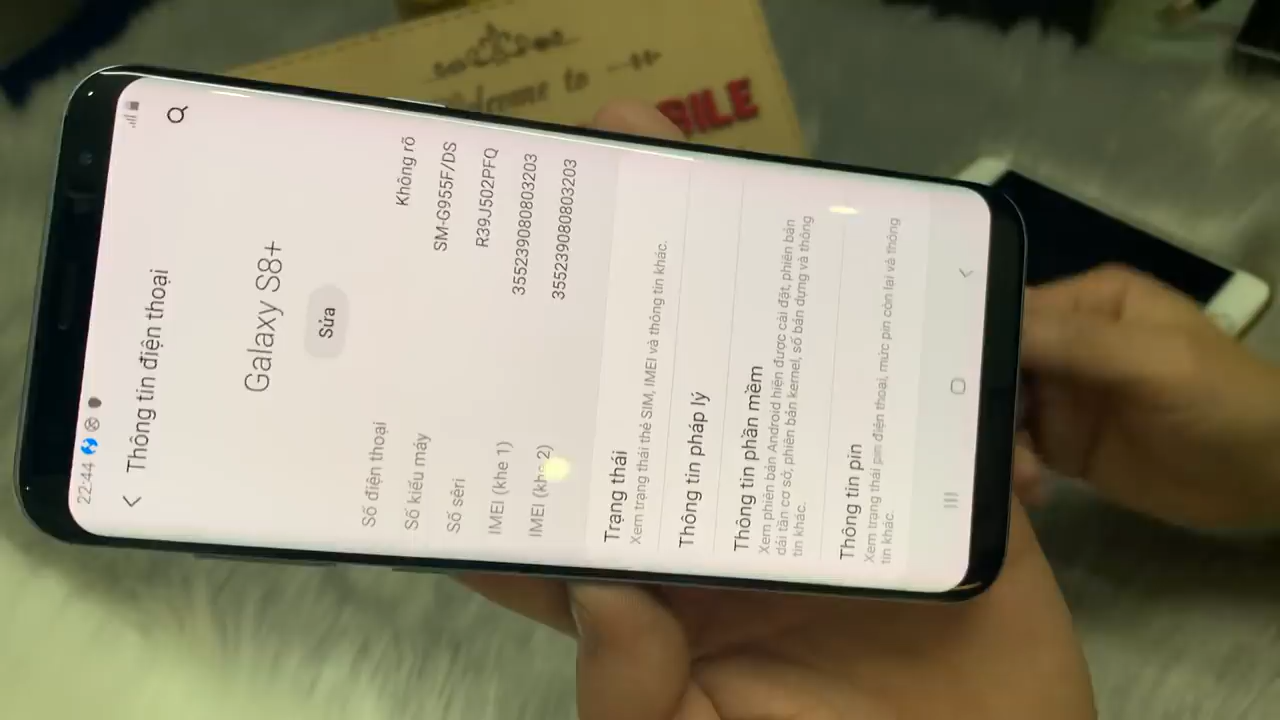 22:44
Thông tin điện thoại
Galaxy S8+
Sửa
Số điện thoại Không rõ
Số kiểu máy SM-G955F/DS
Số sêri R39J502PFQ
IMEI (khe 1) 355239080803203
IMEI (khe 2) 355239080803203
Trạng thái
Xem trạng thái thẻ SIM, IMEI và thông tin khác.
Thông tin pháp lý
Thông tin phần mềm
Xem phiên bản Android hiện được cài đặt, phiên bản
dải tần cơ sở, phiên bản kernel, số bản dựng và thông
tin khác.
Thông tin pin
Xem trạng thái pin điện thoại, mức pin còn lại và thông
tin khác.
to